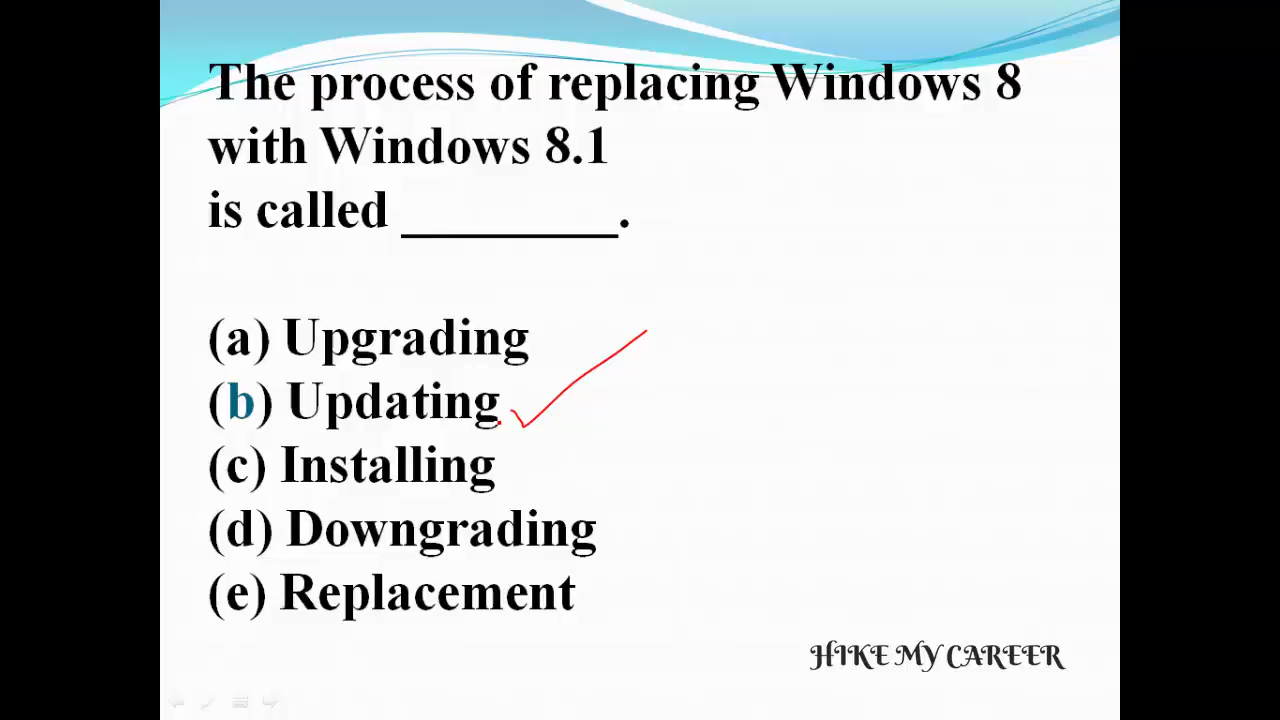 The process of replacing Windows 8
with Windows 8.1
is called _________.
(a) Upgrading
(b) Updating
(c) Installing
(d) Downgrading
(e) Replacement
HIKE MY CAREER